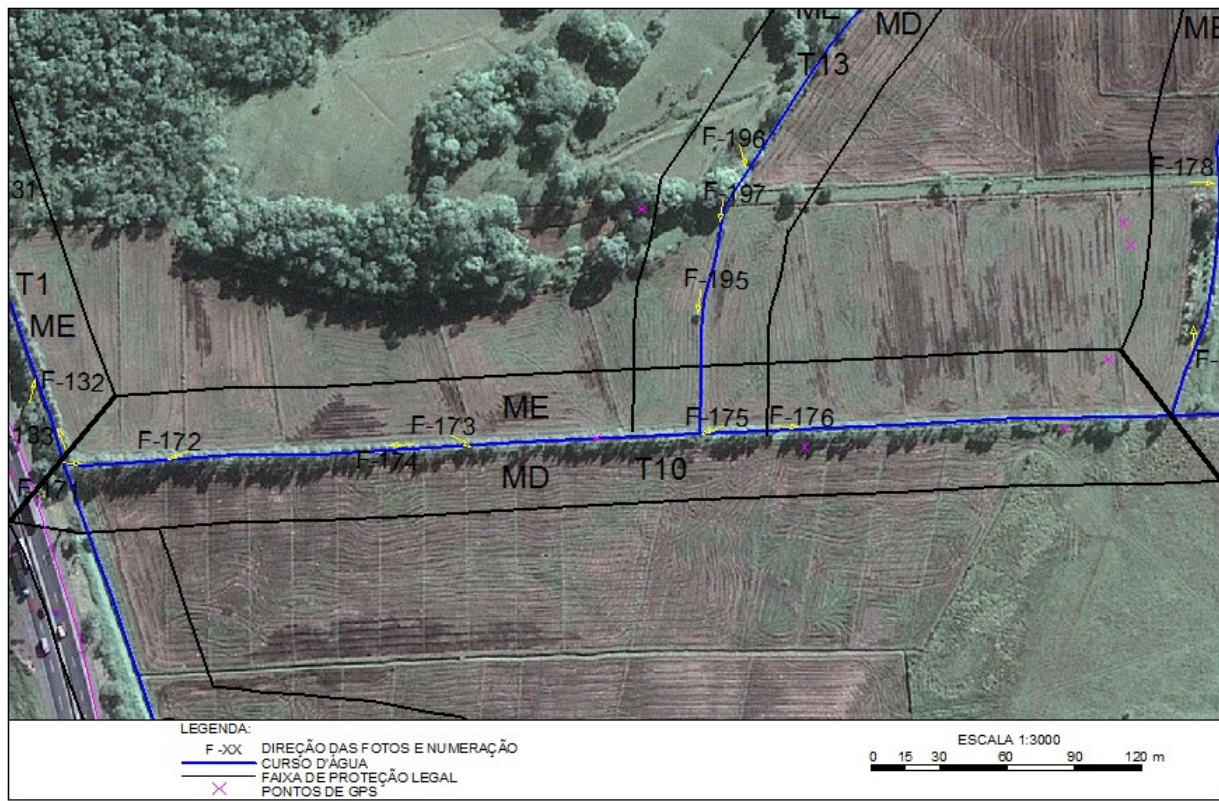 ME
MD
T13
ME
F-196
F-178
F-197
31
T1
F-195
ME
F-132
ME
F-175
F-176
F-173
183
F-172
F-174
MD
T10
F-171
LEGENDA:
F -XX DIREÇÃO DAS FOTOS E NUMERAÇÃO
CURSO D'ÁGUA
FAIXA DE PROTEÇÃO LEGAL
PONTOS DE GPS
ESCALA 1:3000
0 15 30 60 90 120 m